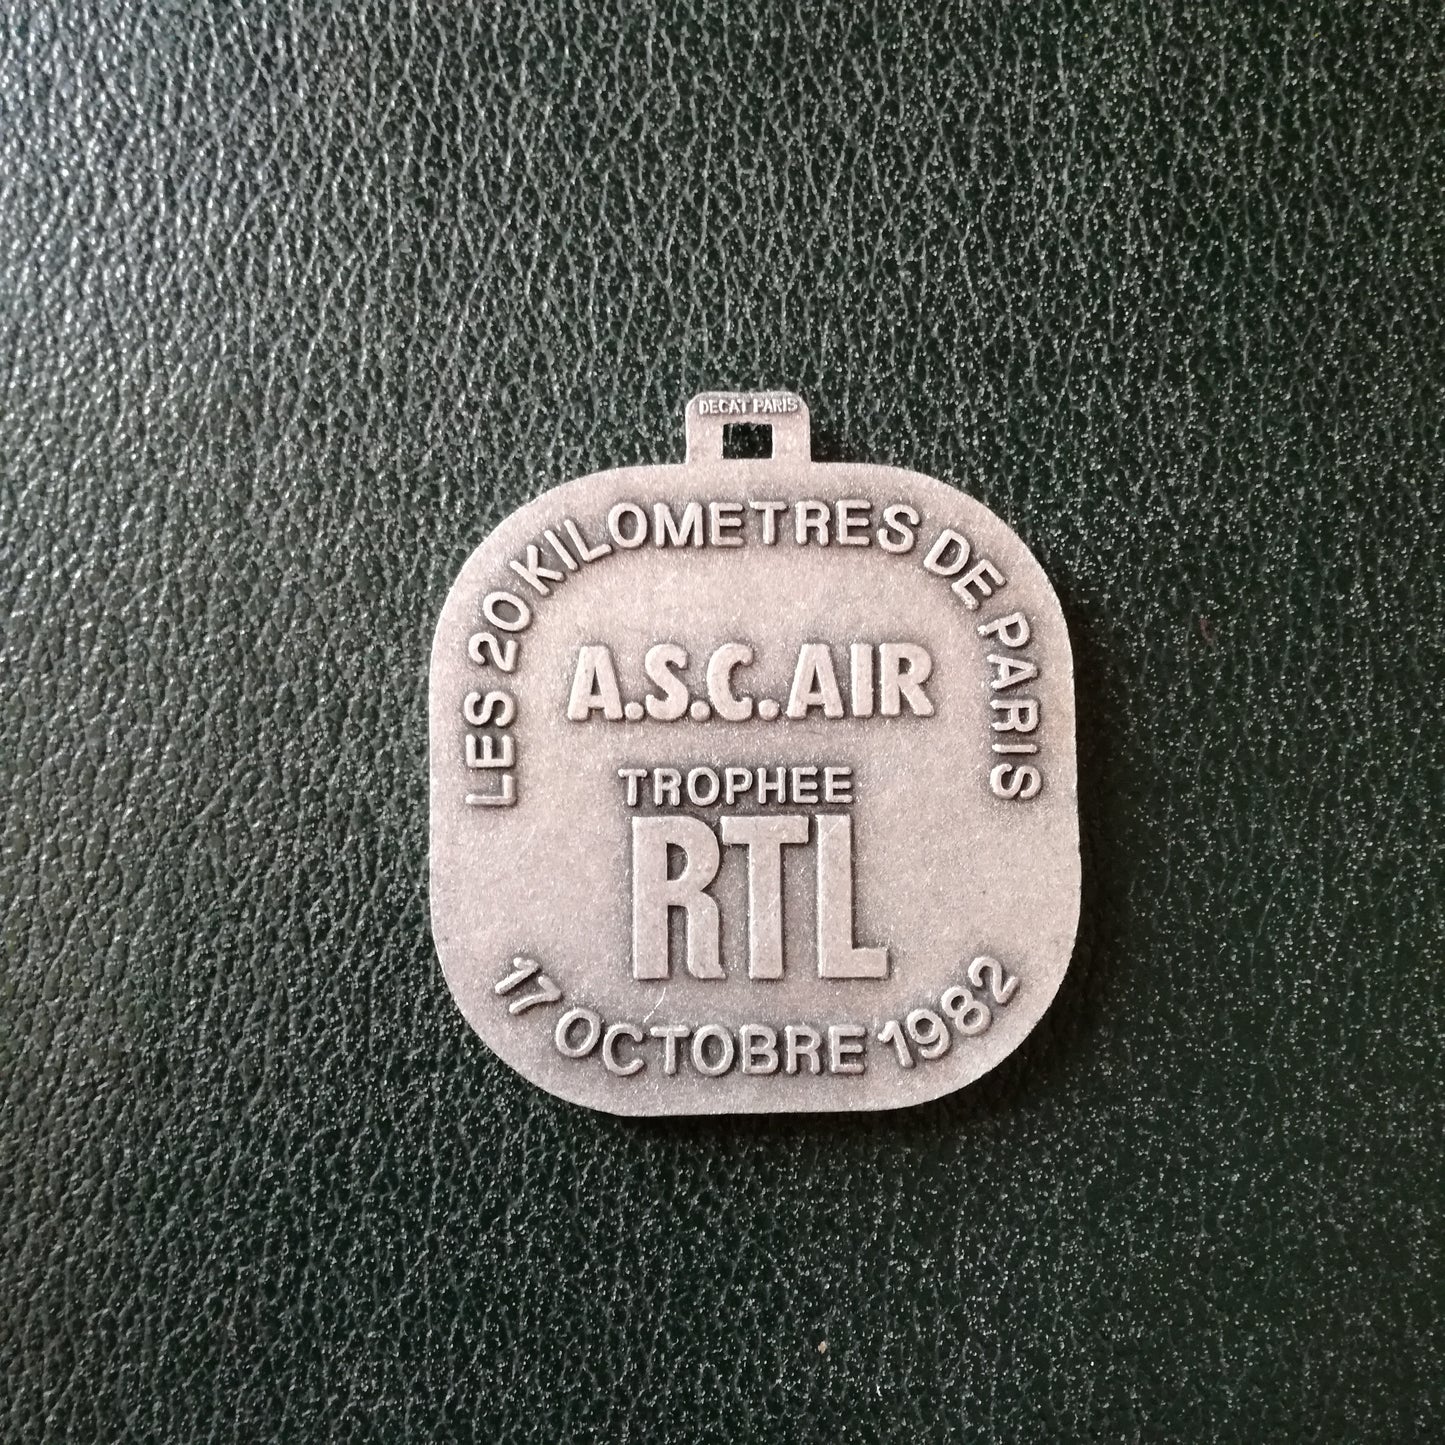 DECAT PARIS
LES 20 KILOMETRES DE PARIS
A.S.C. AIR
TROPHEE
RTL
17 OCTOBRE 1982